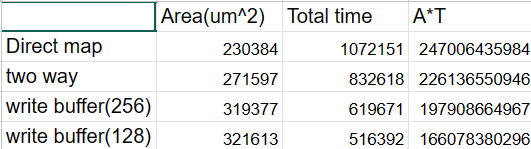 Area(um^2) Total time A*T
Direct map 230384 1072151 247006435984
two way 271597 832618 226136550946
write buffer(256) 319377 619671 197908664967
write buffer(128) 321613 516392 166078380296